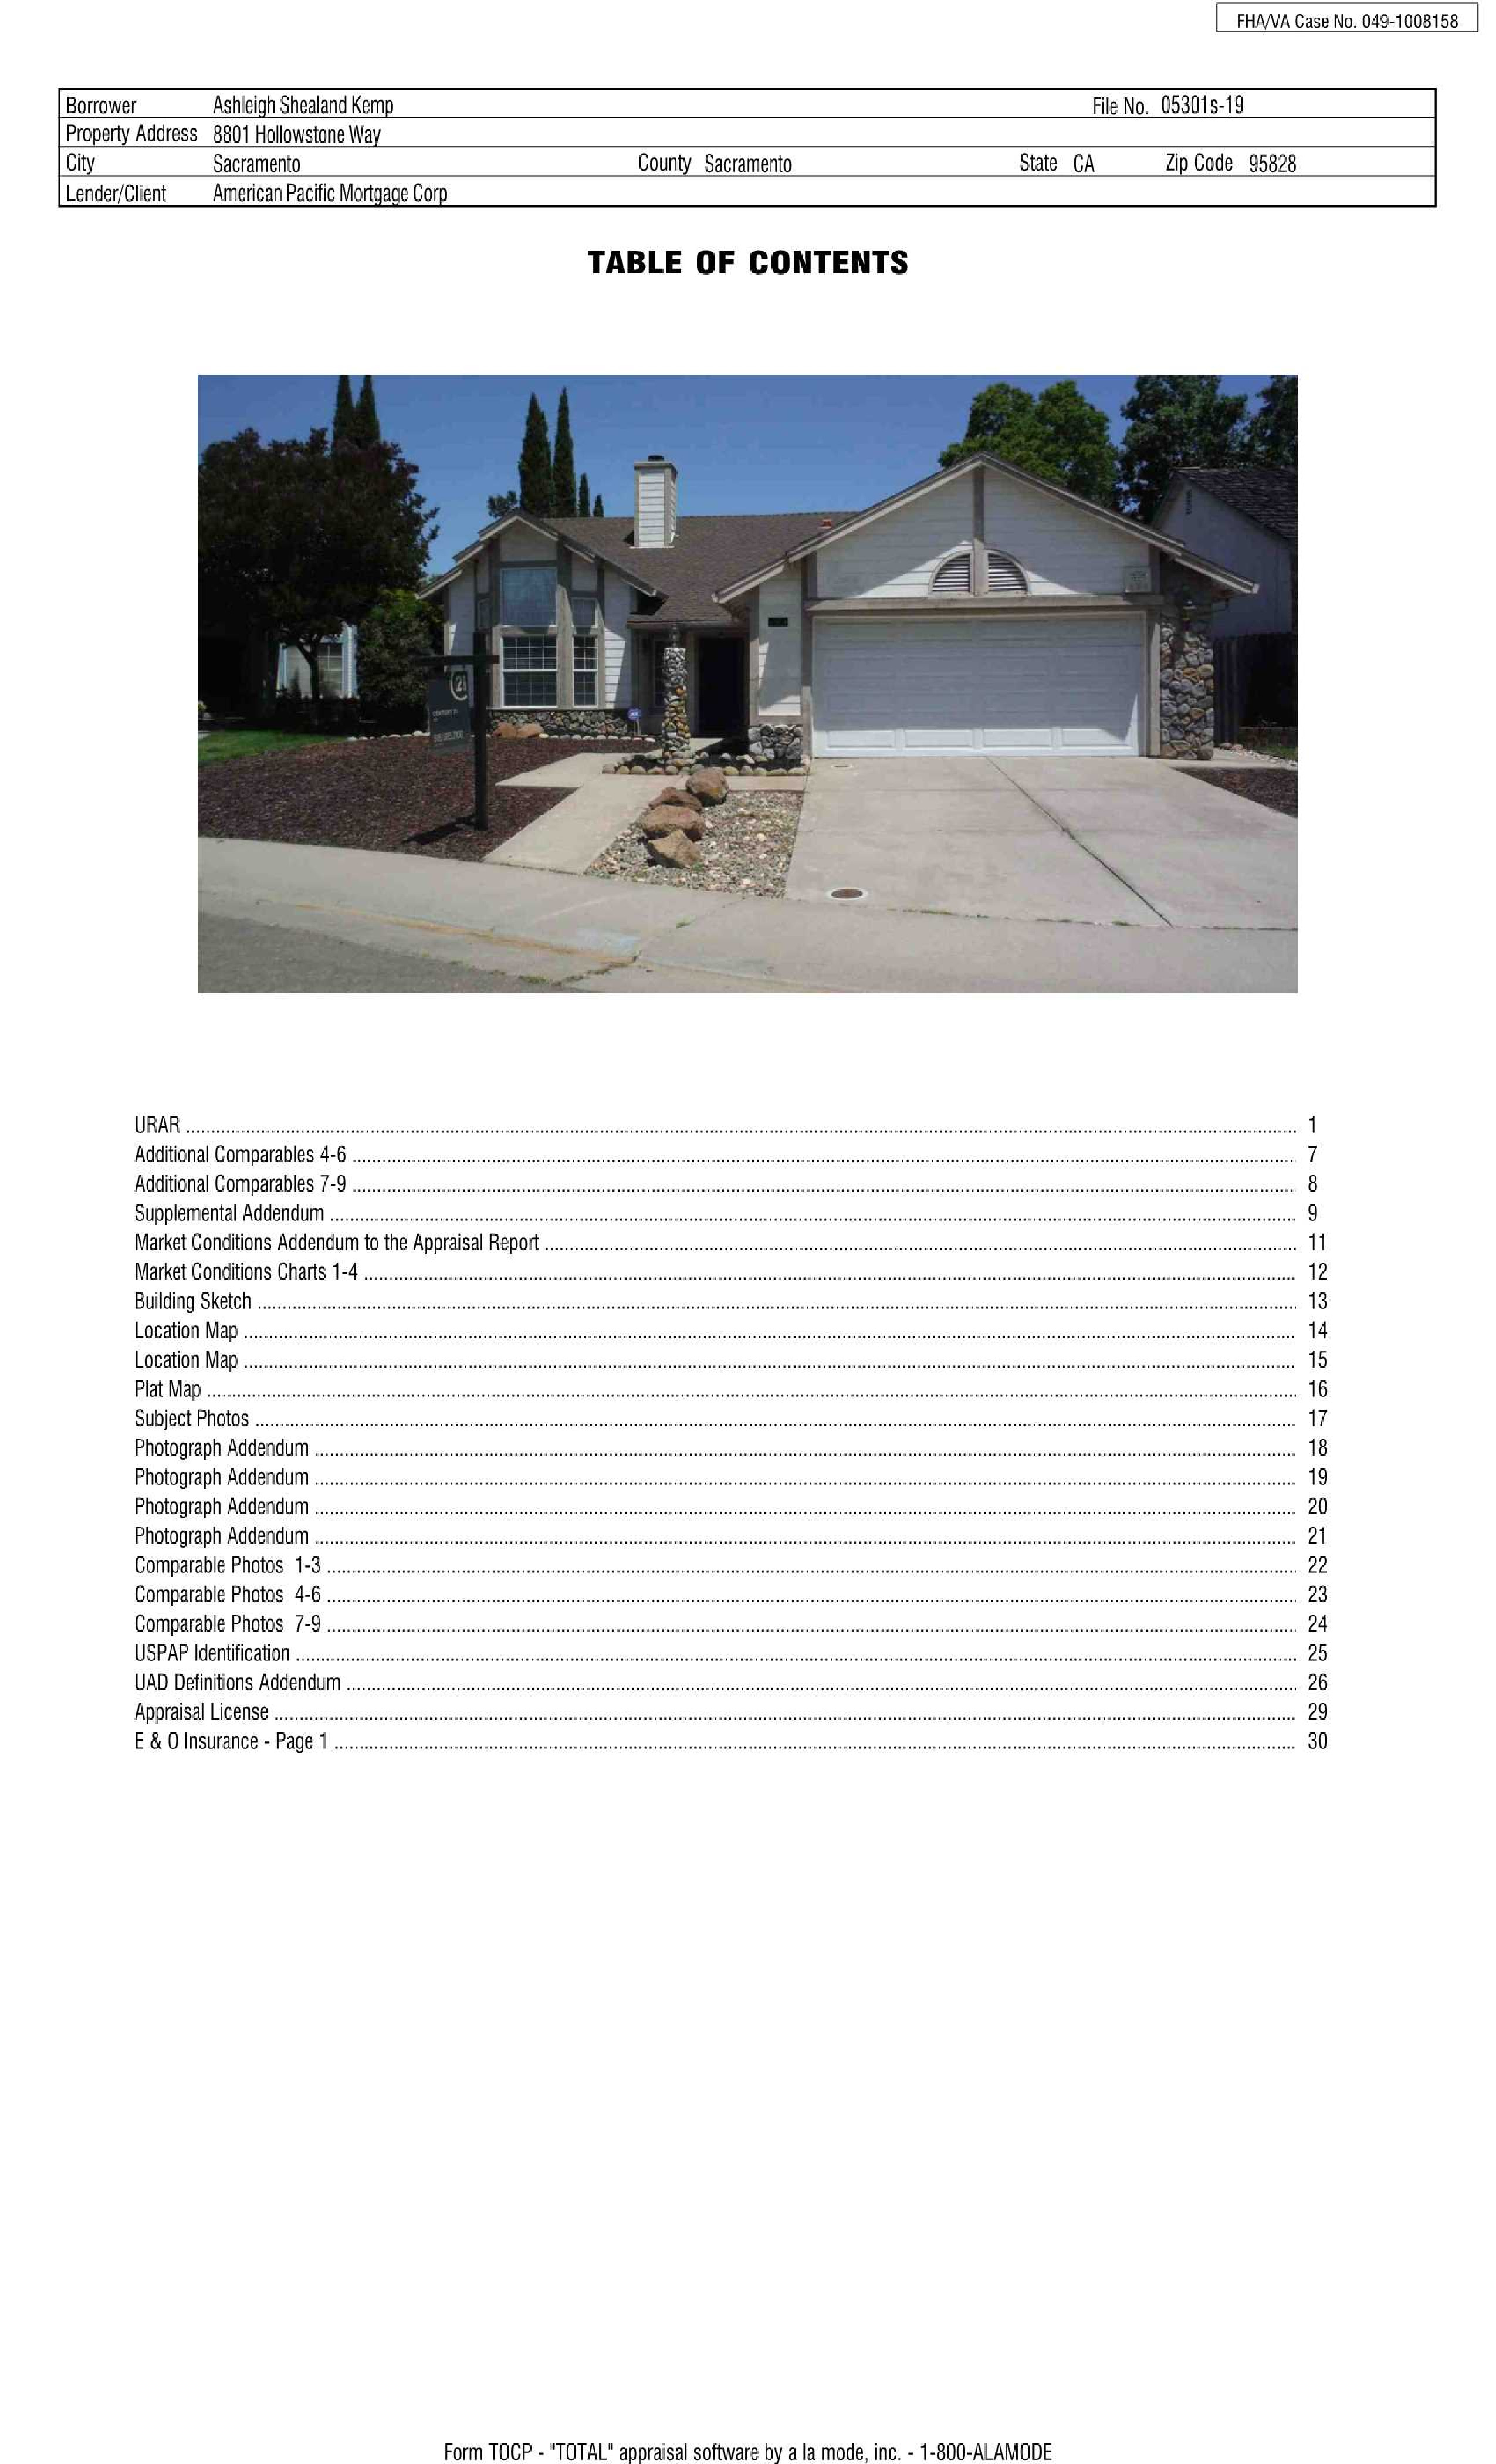 FHA/VA Case No. 049-1008158
Borrower Ashleigh Shealand Kemp File No. 05301s-19
Property Address 8801 Hollowstone Way
City Sacramento County Sacramento State CA Zip Code 95828
Lender/Client American Pacific Mortgage Corp
TABLE OF CONTENTS
21
CENTURY 21
URAR 1
Additional Comparables 4-6 7
Additional Comparables 7-9 8
Supplemental Addendum 9
Market Conditions Addendum to the Appraisal Report 11
Market Conditions Charts 1-4 12
Building Sketch 13
Location Map 14
Location Map 15
Plat Map 16
Subject Photos 17
Photograph Addendum 18
Photograph Addendum 19
Photograph Addendum 20
Photograph Addendum 21
Comparable Photos 1-3 22
Comparable Photos 4-6 23
Comparable Photos 7-9 24
USPAP Identification 25
UAD Definitions Addendum 26
Appraisal License 29
E & O Insurance - Page 1 30
Form TOCP - "TOTAL" appraisal software by a la mode, inc. - 1-800-ALAMODE